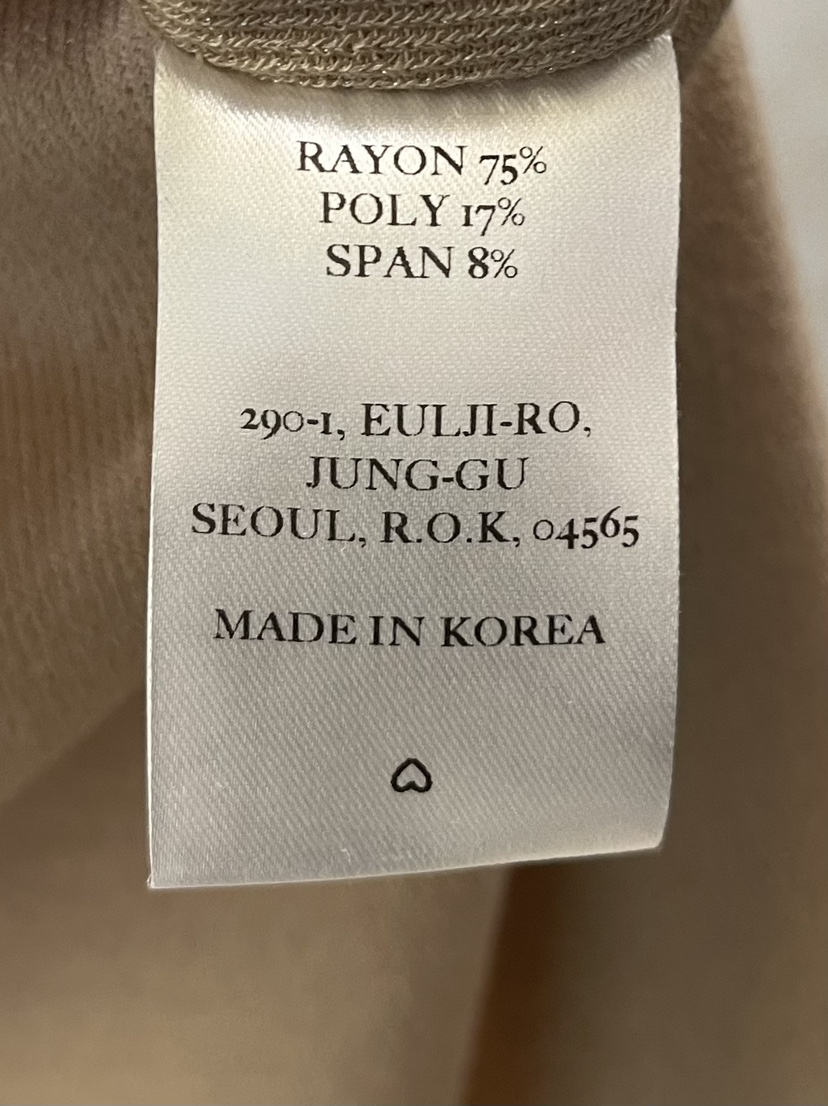 RAYON 75%
POLY 17%
SPAN 8%
290-1, EULJI-RO,
JUNG-GU
SEOUL, R.O.K, 04565
MADE IN KOREA